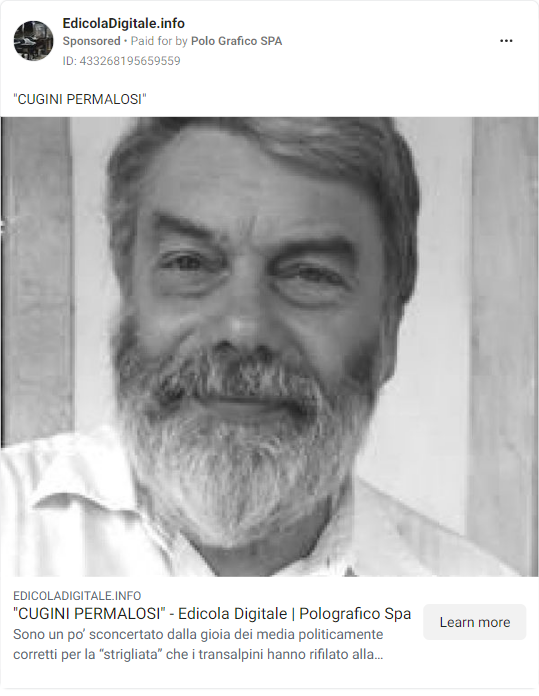 EdicolaDigitale.info
Sponsored • Paid for by Polo Grafico SPA
ID: 433268195659559
"CUGINI PERMALOSI"
EDICOLADIGITALE.INFO
"CUGINI PERMALOSI" - Edicola Digitale | Polografico Spa
Sono un po’ sconcertato dalla gioia dei media politicamente
corretti per la “strigliata” che i transalpini hanno rifilato alla...
Learn more